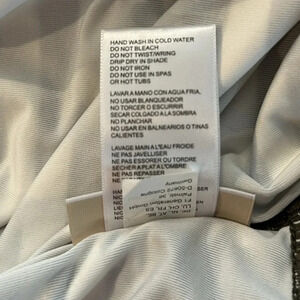 HAND WASH IN COLD WATER
DO NOT BLEACH
DO NOT TWIST/WRING
DRIP DRY IN SHADE
DO NOT IRON
DO NOT USE IN SPAS
OR HOT TUBS
LAVAR A MANO CON AGUA FRIA,
NO USAR BLANQUEADOR
NO TORCER O ESCURRIR
SECAR COLGADO A LA SOMBRA
NO PLANCHAR
NO USAR EN BALNEARIOS O TINAS
CALIENTES
LAVAGE MAIN A L'EAU FROIDE
NE PAS JAVELLISER
NE PAS ESSORER OU TORDRE
SECHER A PLAT A L'OMBRE
NE PAS REPASSER
HAND
Germany